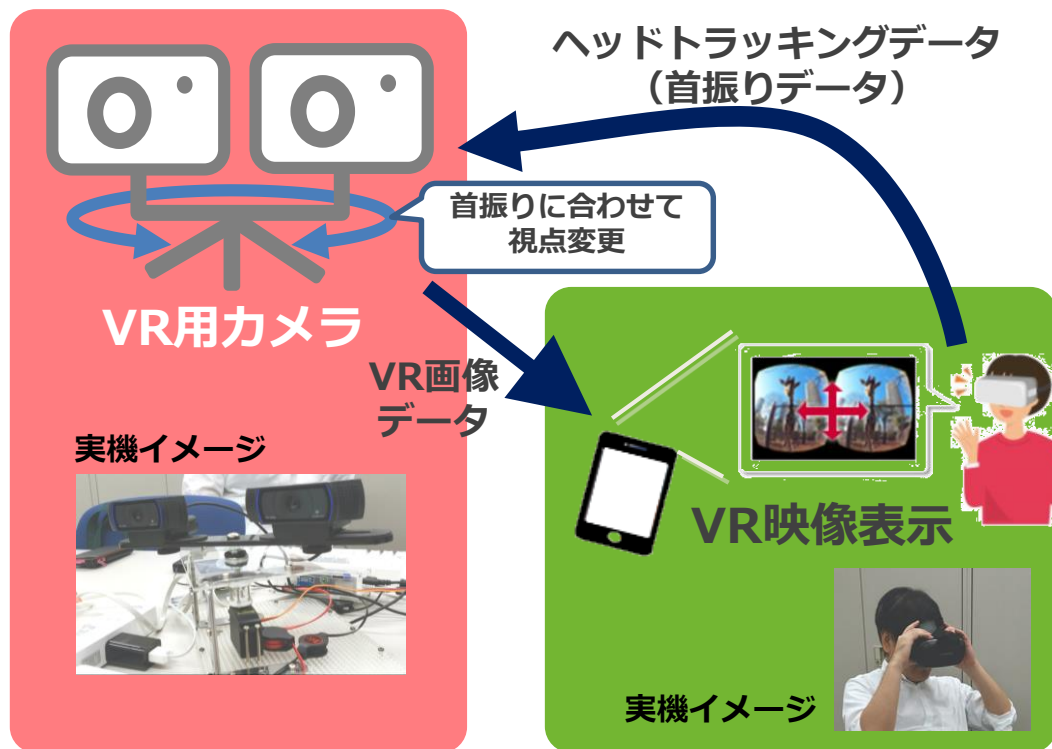 ヘッドトラッキングデータ
（首振りデータ）
首振りに合わせて
視点変更
VR用カメラ
VR画像
データ
実機イメージ
VR映像表示
実機イメージ